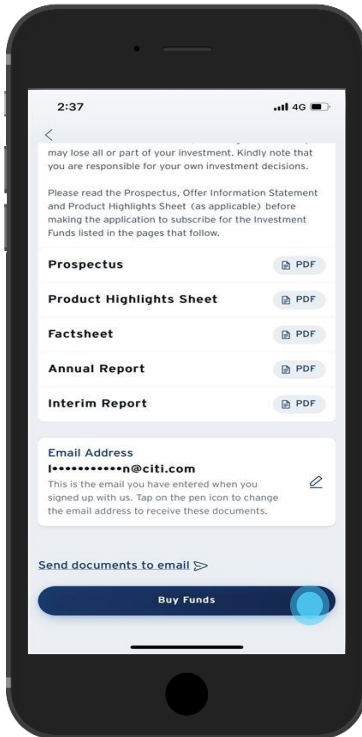 2:37
4G
may lose all or part of your investment. Kindly note that
you are responsible for your own investment decisions.
Please read the Prospectus, Offer Information Statement
and Product Highlights Sheet (as applicable) before
making the application to subscribe for the Investment
Funds listed in the pages that follow.
Prospectus PDF
Product Highlights Sheet PDF
Factsheet PDF
Annual Report PDF
Interim Report PDF
Email Address
l•••••••••••n@citi.com
This is the email you have entered when you
signed up with us. Tap on the pen icon to change
the email address to receive these documents.
Send documents to email
Buy Funds